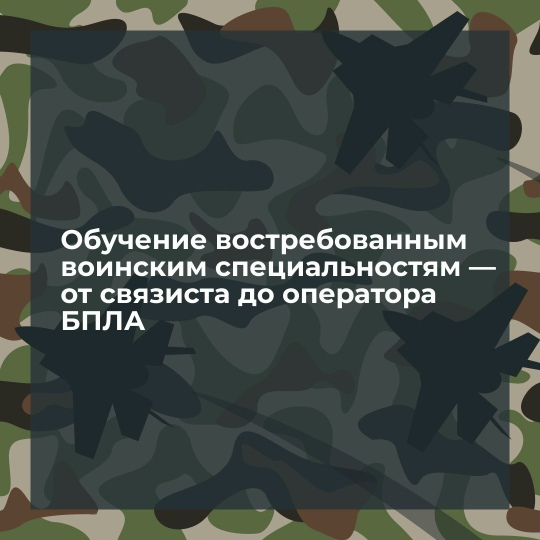 Обучение востребованным
воинским специальностям —
от связиста до оператора
БПЛА